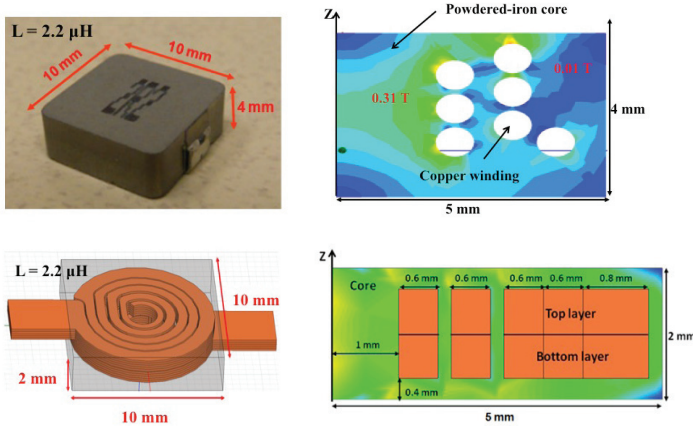 L = 2.2 µH
10 mm
10 mm
4 mm
Z
Powdered-iron core
0.31 T
0.01 T
4 mm
Copper winding
5 mm
L = 2.2 µH
10 mm
2 mm
10 mm
Z
0.6 mm
0.6 mm
0.6 mm
0.6 mm
0.8 mm
Core
Top layer
1 mm
Bottom layer
2 mm
0.4 mm
5 mm